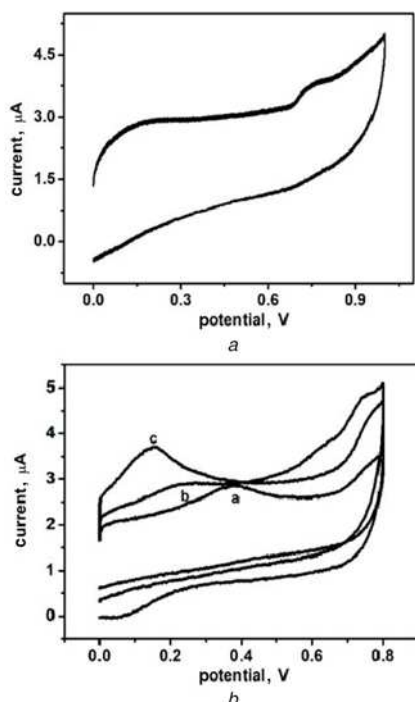 current, µA
4.5
3.0
1.5
0.0
0.0 0.3 0.6 0.9
potential, V
a
current, µA
5
4
3
2
1
0
c
b
a
0.0 0.2 0.4 0.6 0.8
potential, V
b